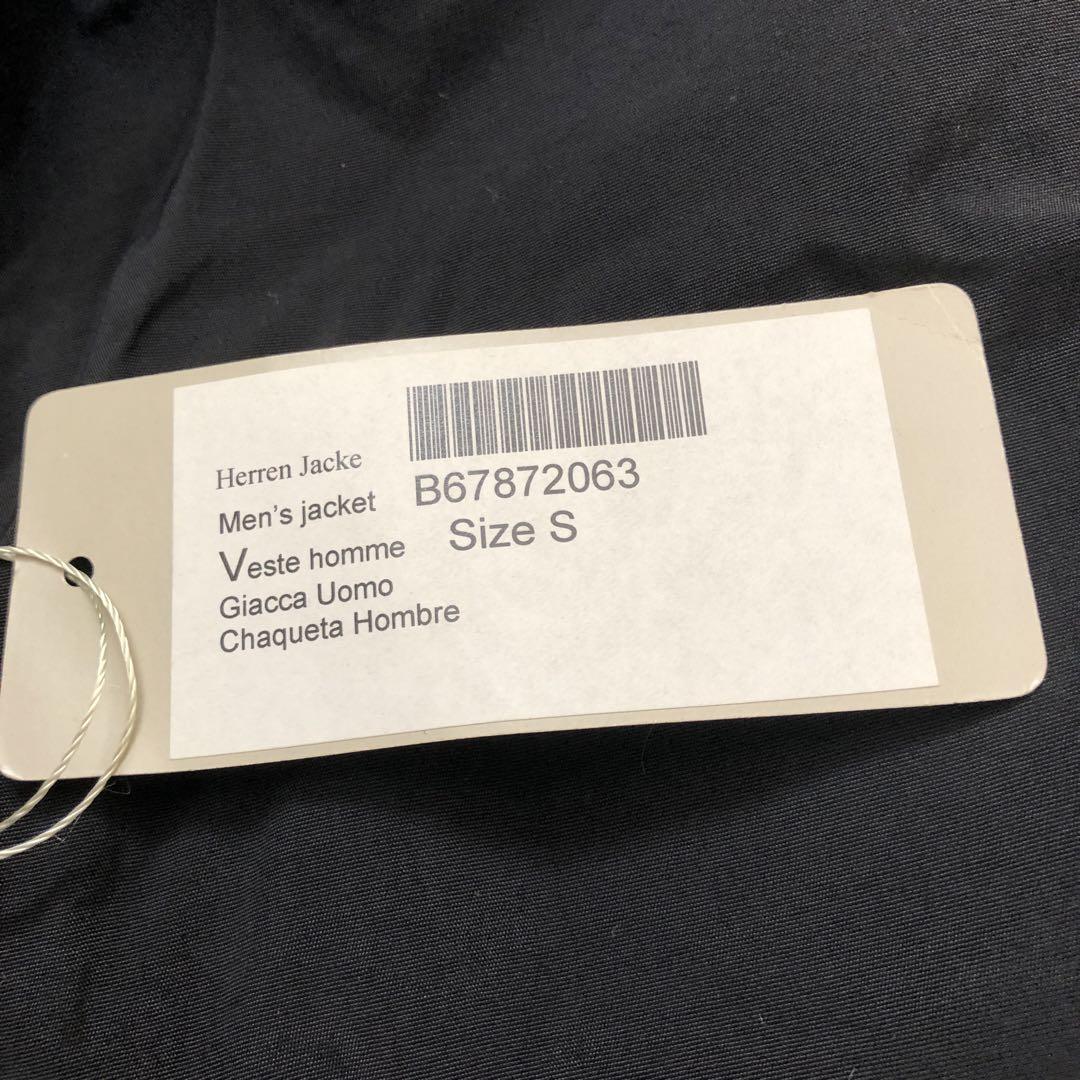 Herren Jacke
Men's jacket
Veste homme
Giacca Uomo
Chaqueta Hombre
B67872063
Size S